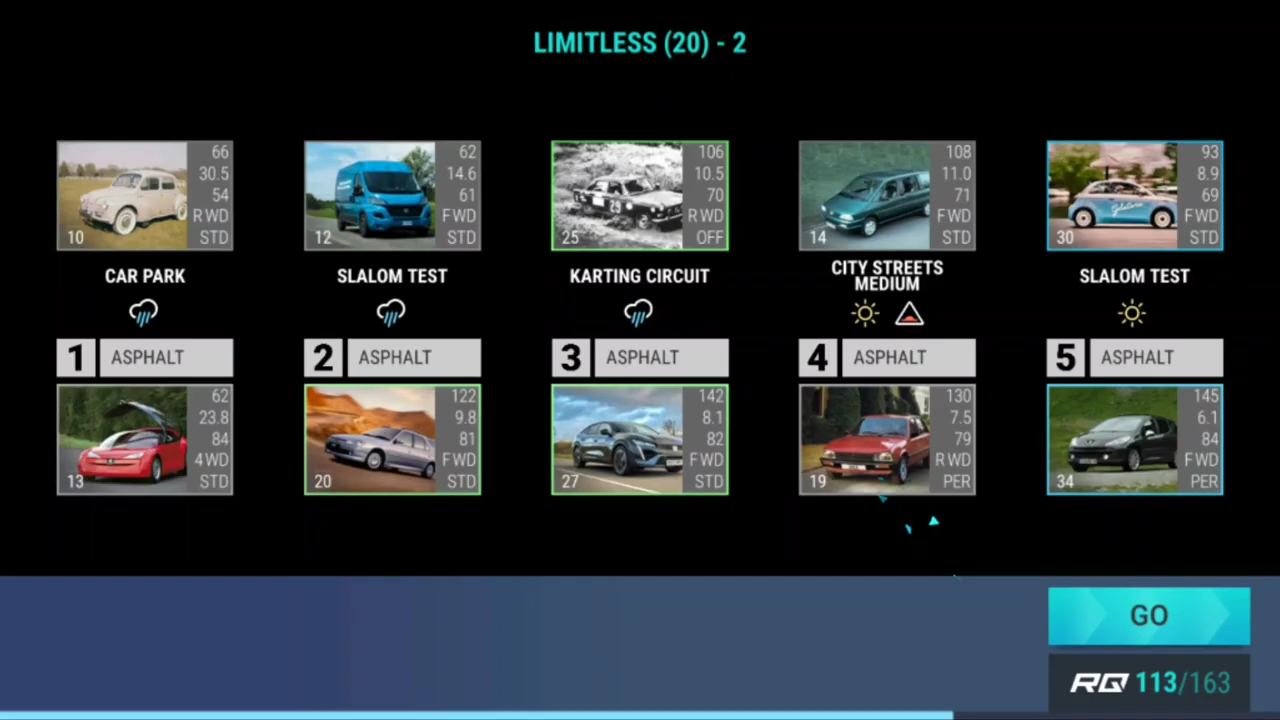 LIMITLESS (20) - 2
66
30.5
54
RWD
10 STD
62
14.6
61
FWD
12 STD
106
10.5
70
RWD
25 OFF
108
11.0
71
FWD
14 STD
93
8.9
69
FWD
30 STD
CAR PARK
SLALOM TEST
KARTING CIRCUIT
CITY STREETS
MEDIUM
SLALOM TEST
1 ASPHALT
2 ASPHALT
3 ASPHALT
4 ASPHALT
5 ASPHALT
62
23.8
84
4WD
13 STD
122
9.8
81
FWD
20 STD
142
8.1
82
FWD
27 STD
130
7.5
79
RWD
19 PER
145
6.1
84
FWD
34 PER
GO
RQ 113/163